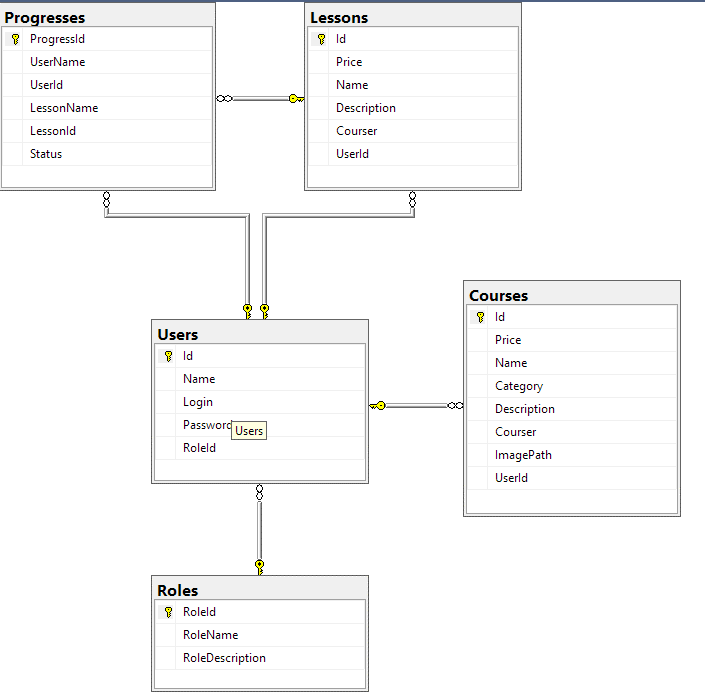 Progresses
ProgressId
UserName
UserId
LessonName
LessonId
Status
Lessons
Id
Price
Name
Description
Courser
UserId
Users
Id
Name
Login
Password
Users
RoleId
Courses
Id
Price
Name
Category
Description
Courser
ImagePath
UserId
Roles
RoleId
RoleName
RoleDescription